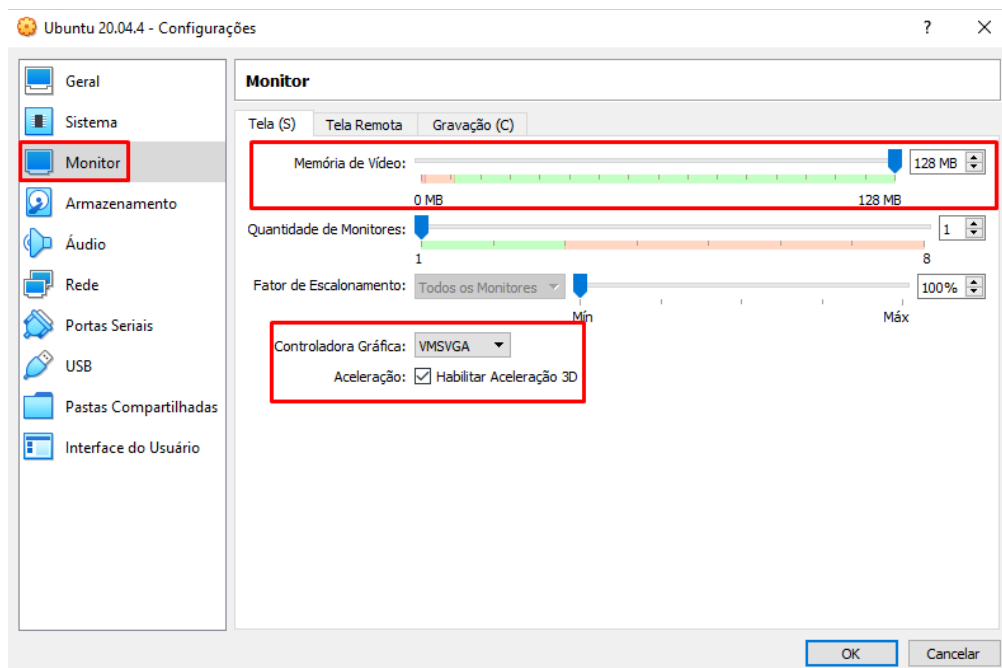 Ubuntu 20.04.4 - Configurações ?
Geral
Sistema
Monitor
Armazenamento
Áudio
Rede
Portas Seriais
USB
Pastas Compartilhadas
Interface do Usuário
Monitor
Tela (S) Tela Remota Gravação (C)
Memória de Vídeo: 128 MB
0 MB 128 MB
Quantidade de Monitores: 1
1 8
Fator de Escalonamento: Todos os Monitores 100%
Mín Máx
Controladora Gráfica: VMSVGA
Aceleração: Habilitar Aceleração 3D
OK Cancelar